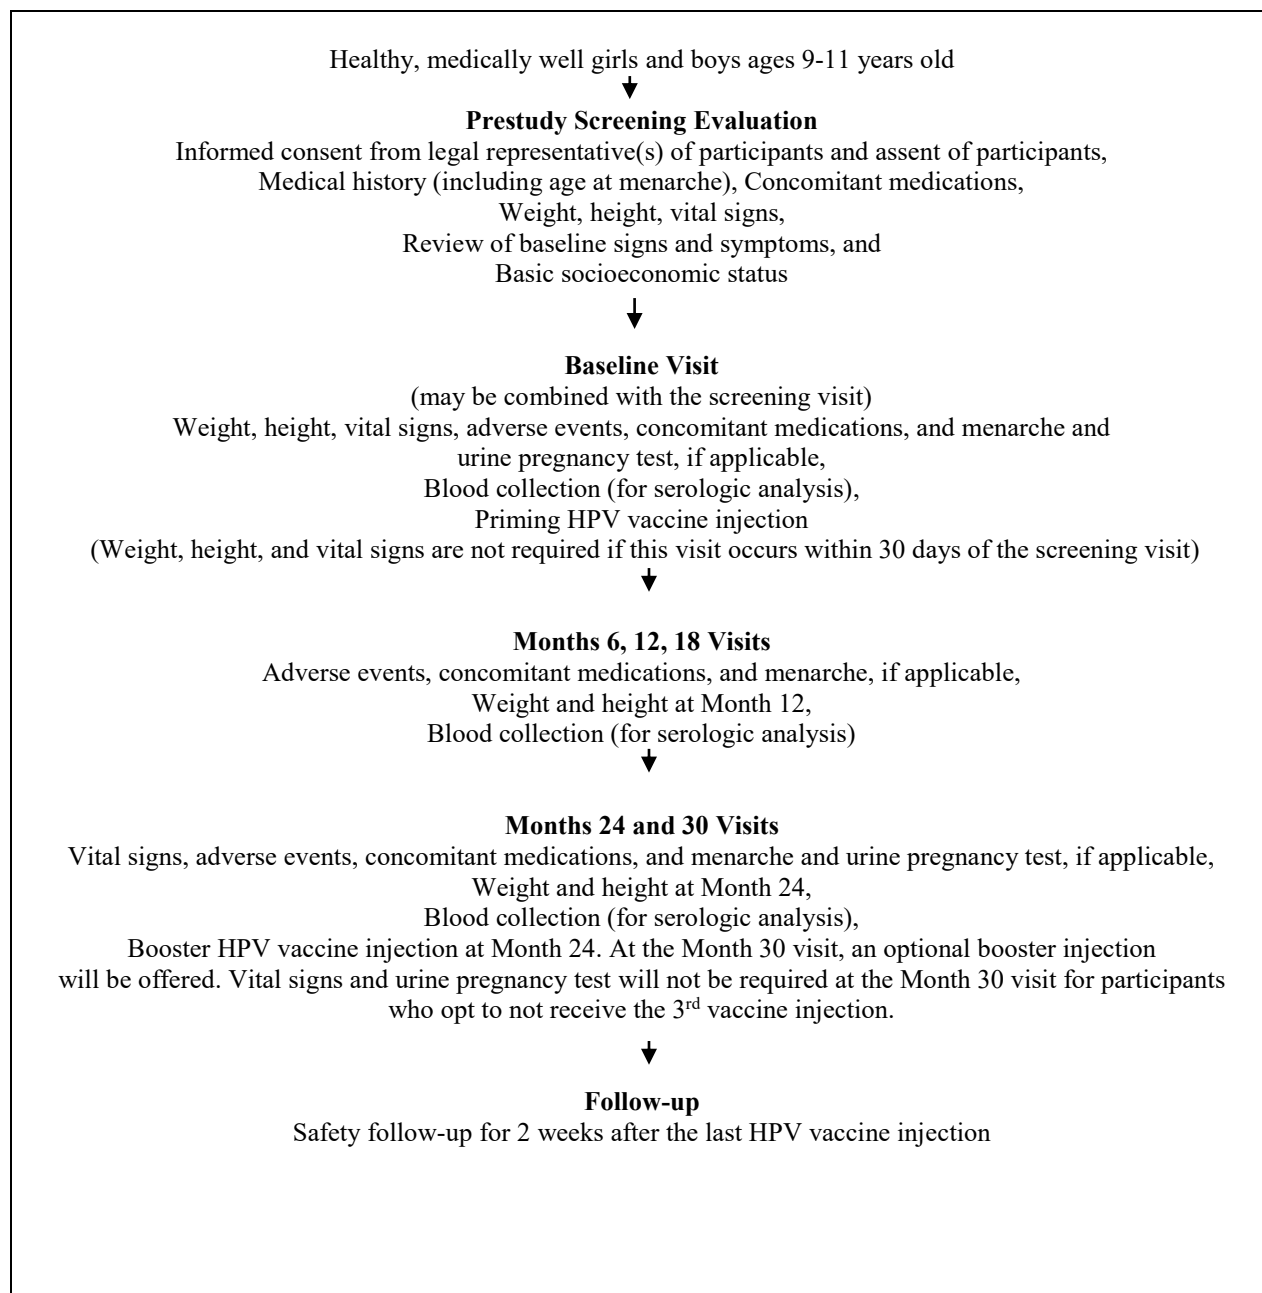 Healthy, medically well girls and boys ages 9-11 years old
Prestudy Screening Evaluation
Informed consent from legal representative(s) of participants and assent of participants,
Medical history (including age at menarche), Concomitant medications,
Weight, height, vital signs,
Review of baseline signs and symptoms, and
Basic socioeconomic status
Baseline Visit
(may be combined with the screening visit)
Weight, height, vital signs, adverse events, concomitant medications, and menarche and
urine pregnancy test, if applicable,
Blood collection (for serologic analysis),
Priming HPV vaccine injection
(Weight, height, and vital signs are not required if this visit occurs within 30 days of the screening visit)
Months 6, 12, 18 Visits
Adverse events, concomitant medications, and menarche, if applicable,
Weight and height at Month 12,
Blood collection (for serologic analysis)
Months 24 and 30 Visits
Vital signs, adverse events, concomitant medications, and menarche and urine pregnancy test, if applicable,
Weight and height at Month 24,
Blood collection (for serologic analysis),
Booster HPV vaccine injection at Month 24. At the Month 30 visit, an optional booster injection
will be offered. Vital signs and urine pregnancy test will not be required at the Month 30 visit for participants
who opt to not receive the 3rd vaccine injection.
Follow-up
Safety follow-up for 2 weeks after the last HPV vaccine injection